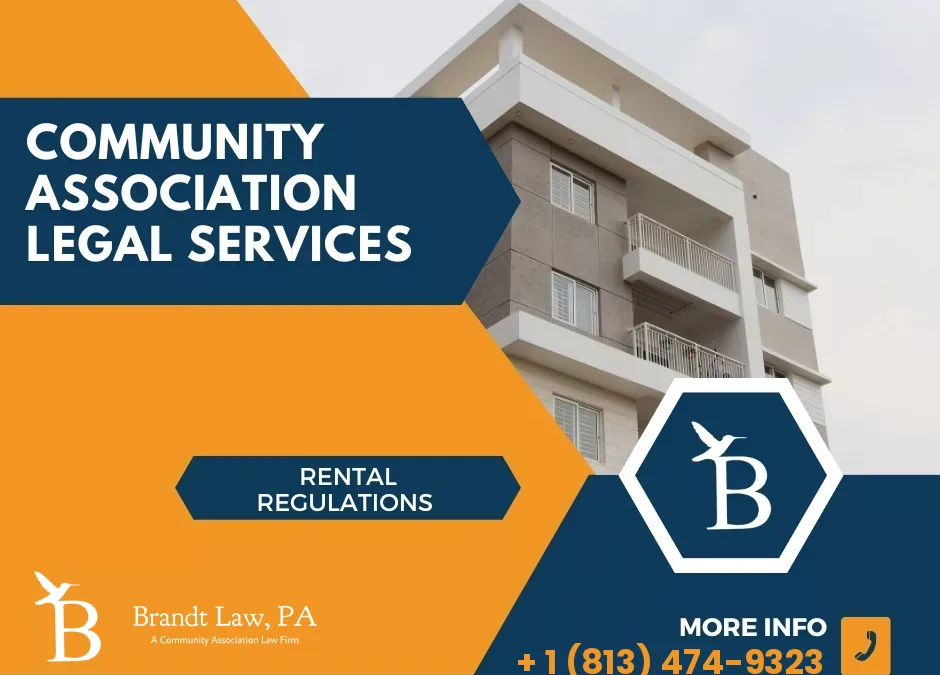 COMMUNITY
ASSOCIATION
LEGAL SERVICES
RENTAL
REGULATIONS
B
B
Brandt Law, PA
A Community Association Law Firm
MORE INFO
+ 1 (813) 474-9323